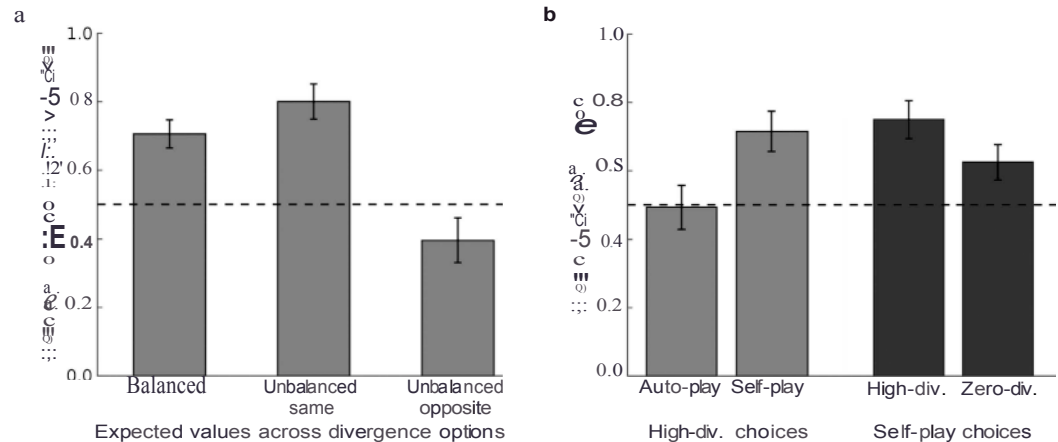 a
1.0
0.8
0.6
0.4
0.2
0.0
Balanced
Unbalanced
same
Unbalanced
opposite
Expected values across divergence options
b
1.0
0.8
0.2
0.0
Auto-play Self-play
High-div. Zero-div.
High-div. choices
Self-play choices